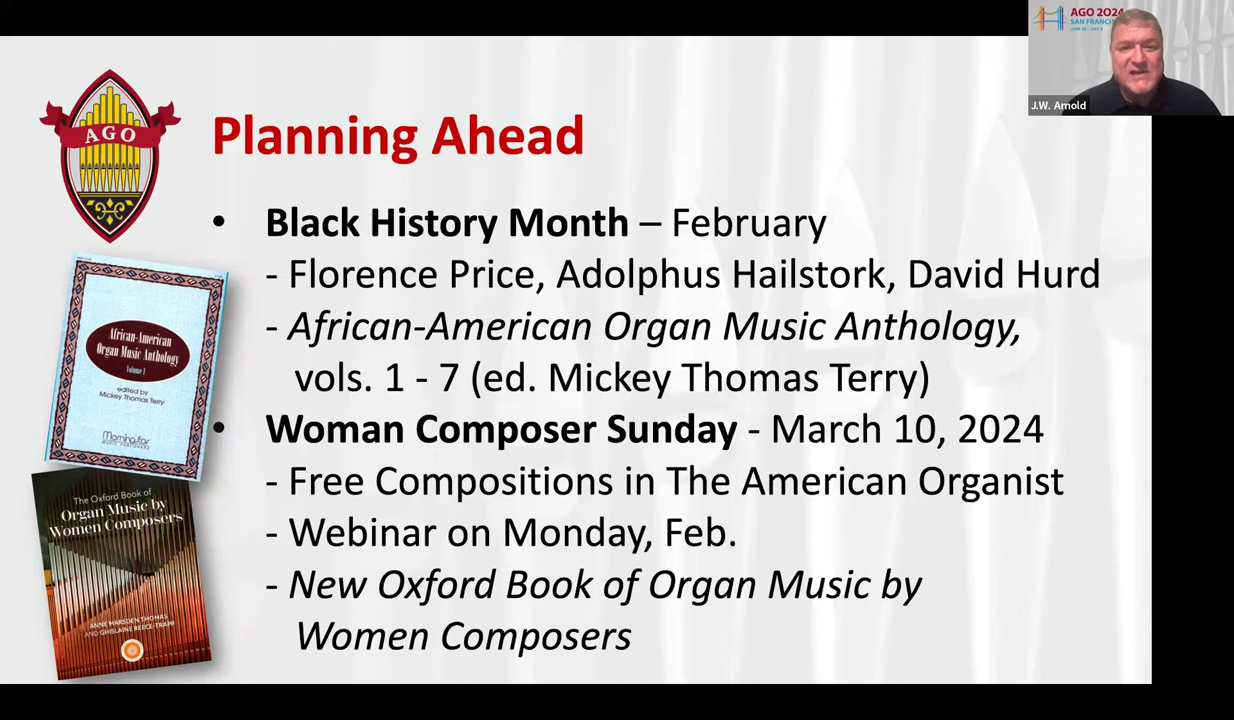 AGO 2024
SAN FRANCIS
J.W. Arnold
AGO
Planning Ahead
• Black History Month – February
- Florence Price, Adolphus Hailstork, David Hurd
- African-American Organ Music Anthology,
vols. 1 - 7 (ed. Mickey Thomas Terry)
• Woman Composer Sunday - March 10, 2024
- Free Compositions in The American Organist
- Webinar on Monday, Feb.
- New Oxford Book of Organ Music by
Women Composers
African-American
Organ Music Anthology
Volume 1
edited by
Mickey Thomas Terry
MorningStar
MUSIC PUBLISHERS
The Oxford Book of
Organ Music by
Women Composers
ANNE MARSDEN THOMAS
AND GHISLAINE REECE-TRAPP